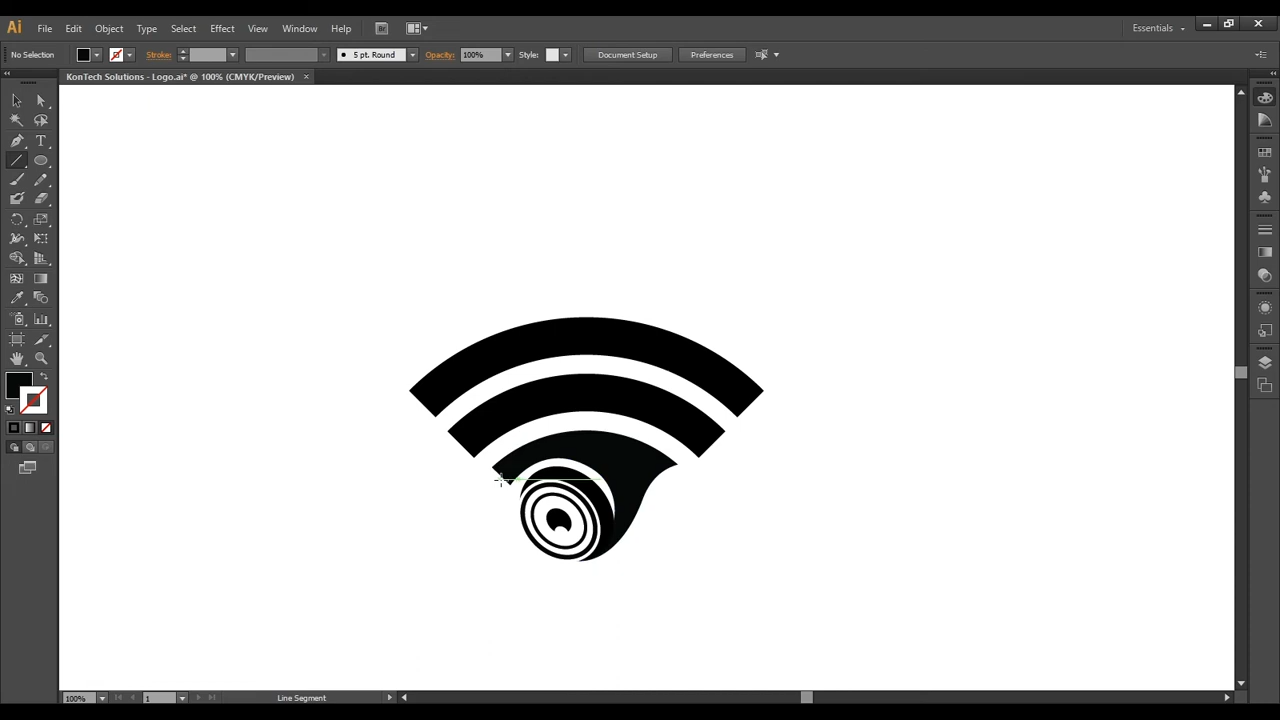 Ai File Edit Object Type Select Effect View Window Help Br Essentials
No Selection Stroke: 5 pt. Round Opacity: 100% Style: Document Setup Preferences
KonTech Solutions - Logo.ai* @ 100% (CMYK/Preview) ×
T
100% 1 Line Segment